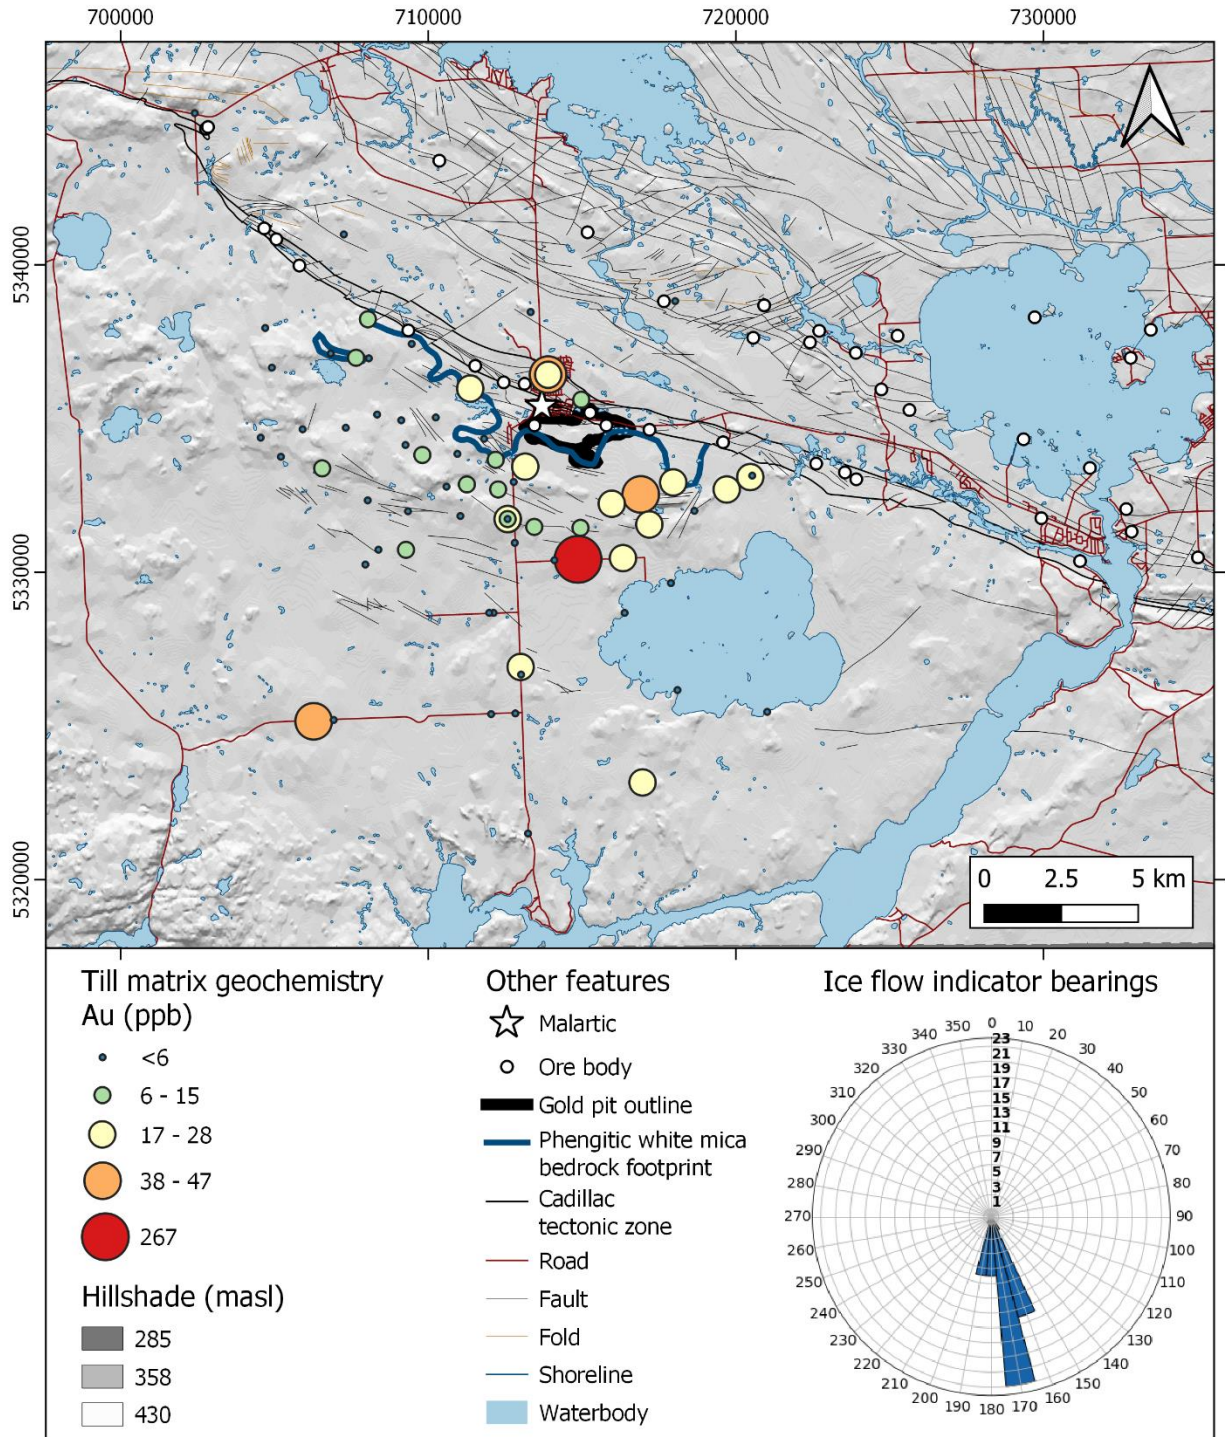 700000 710000 720000 730000
5340000
5330000
5320000
0 2.5 5 km
Till matrix geochemistry
Au (ppb)
<6
6 - 15
17 - 28
38 - 47
267
Hillshade (masl)
285
358
430
Other features
Malartic
Ore body
Gold pit outline
Phengitic white mica
bedrock footprint
Cadillac
tectonic zone
Road
Fault
Fold
Shoreline
Waterbody
Ice flow indicator bearings
0
10
20
30
40
50
60
70
80
90
100
110
120
130
140
150
160
170
180
190
200
210
220
230
240
250
260
270
280
290
300
310
320
330
340
350
23
21
19
17
15
13
11
9
7
5
3
1